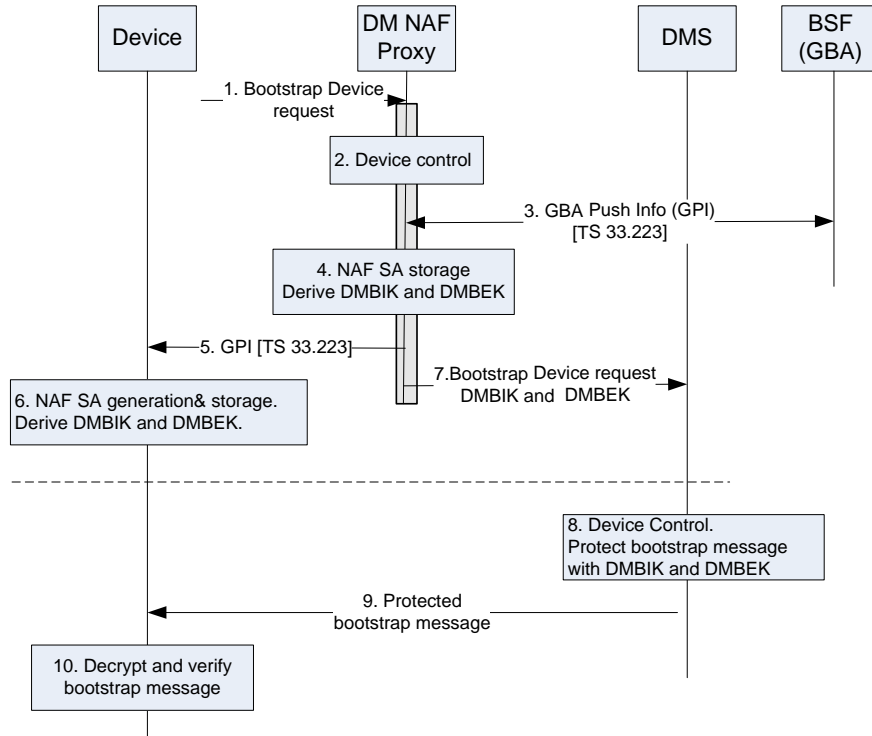 Device
DM NAF
Proxy
DMS
BSF
(GBA)
1. Bootstrap Device
request
2. Device control
3. GBA Push Info (GPI)
[TS 33.223]
4. NAF SA storage
Derive DMBIK and DMBEK
5. GPI [TS 33.223]
7.Bootstrap Device request
DMBIK and DMBEK
6. NAF SA generation& storage.
Derive DMBIK and DMBEK.
8. Device Control.
Protect bootstrap message
with DMBIK and DMBEK
9. Protected
bootstrap message
10. Decrypt and verify
bootstrap message